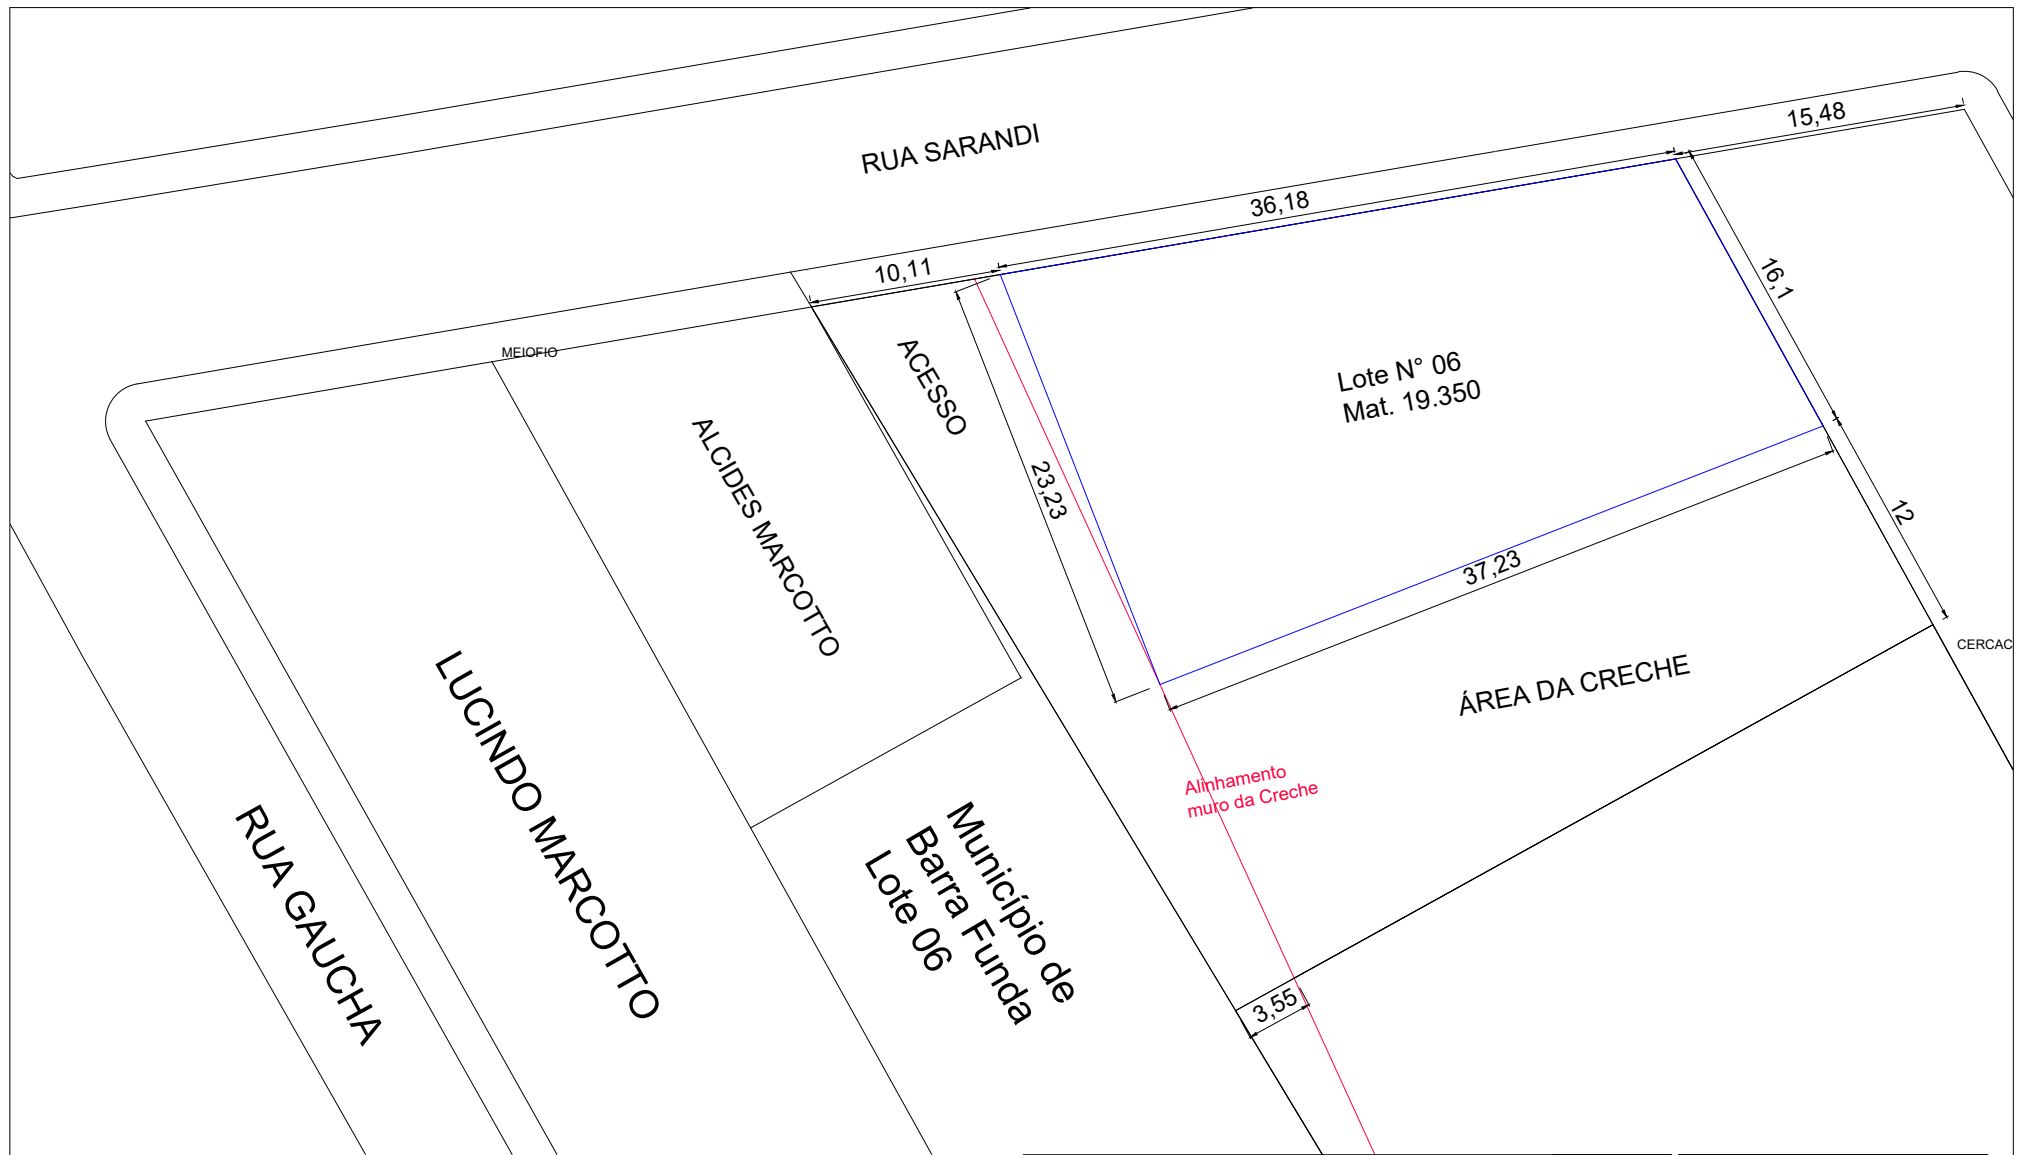 RUA SARANDI
15,48
36,18
10,11
16,1
MEIOFIO
ACESSO
Lote N° 06
Mat. 19.350
ALCIDES MARCOTTO
23,23
12
37,23
CERCAC
ÁREA DA CRECHE
LUCINDO MARCOTTO
Alinhamento
muro da Creche
RUA GAUCHA
Município de
Barra Funda
Lote 06
3,55